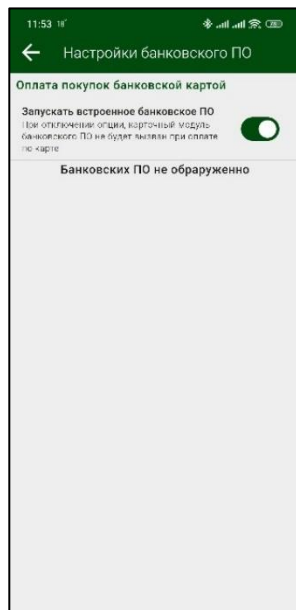 11:53 18°
Настройки банковского ПО
Оплата покупок банковской картой
Запускать встроенное банковское ПО
При отключении опции, карточный модуль
банковского ПО не будет вызван при оплате
по карте
Банковских ПО не обраруженно